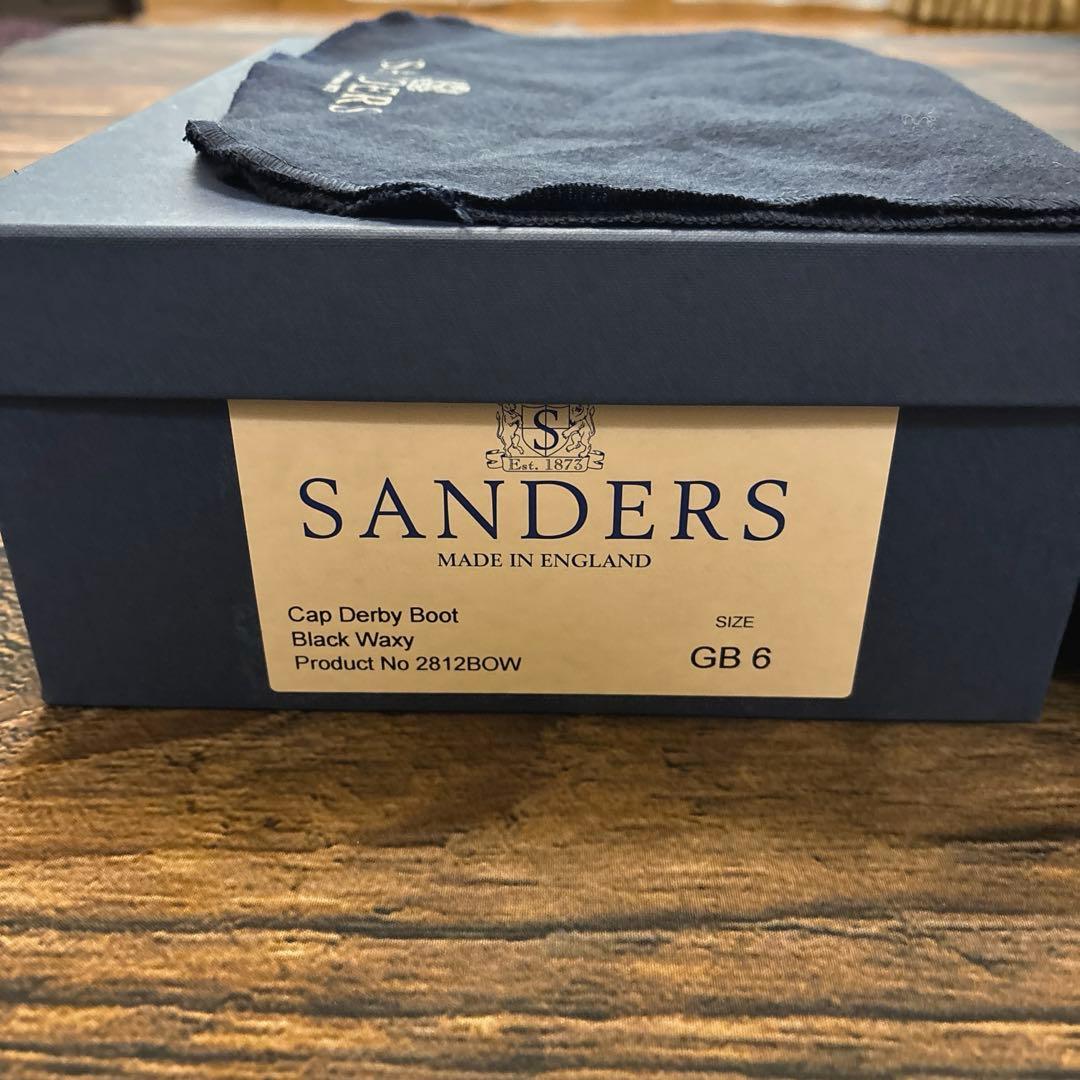 S
Est. 1873
SANDERS
MADE IN ENGLAND
Cap Derby Boot
Black Waxy
Product No 2812BOW
SIZE
GB 6